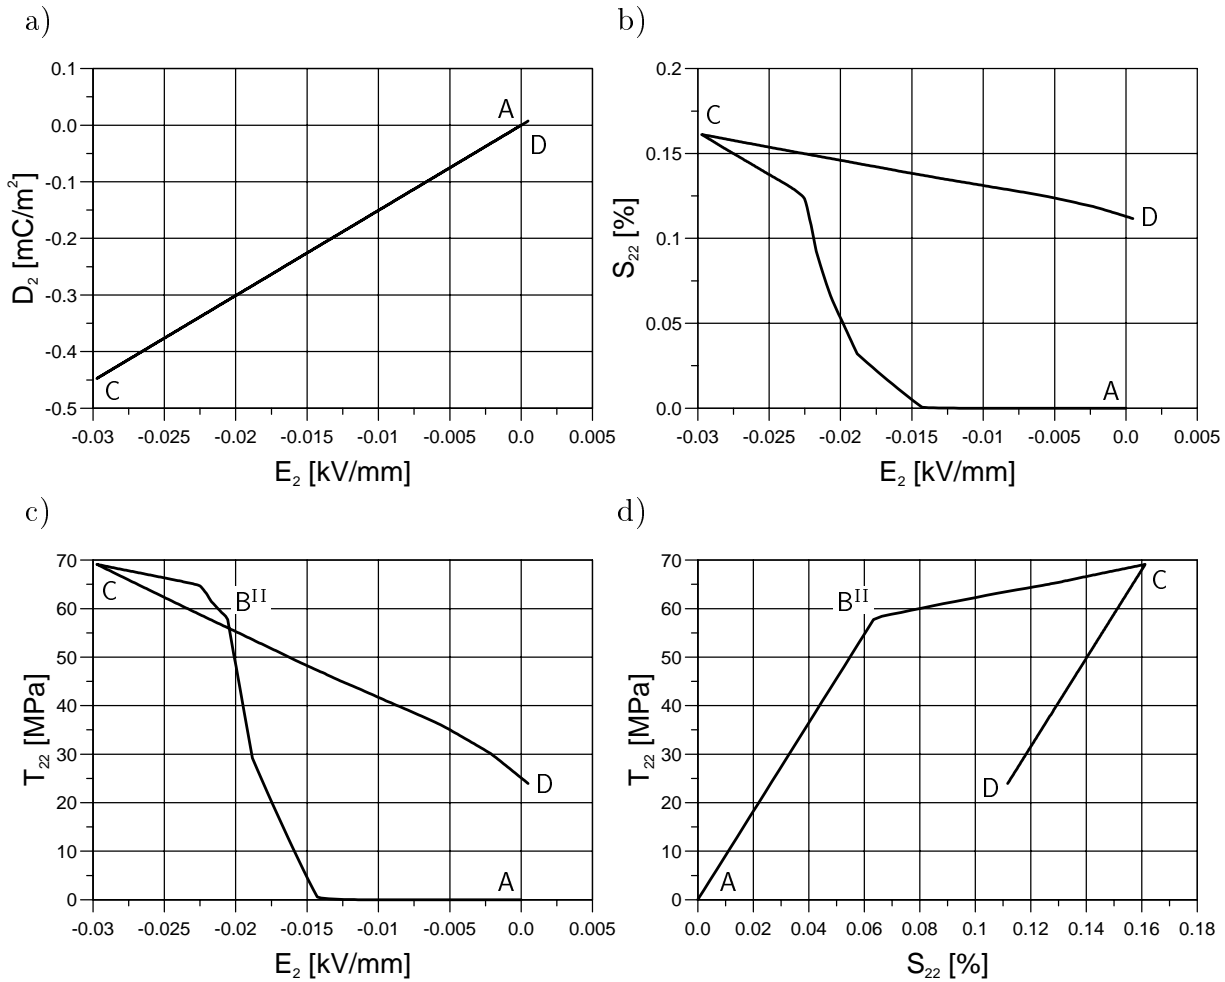 a)
0.1
0.0
-0.1
-0.2
-0.3
-0.4
-0.5
D₂ [mC/m²]
A
D
C
-0.03 -0.025 -0.02 -0.015 -0.01 -0.005 0.0 0.005
E₂ [kV/mm]
b)
0.2
0.15
0.1
0.05
0.0
S₂₂ [%]
C
D
A
-0.03 -0.025 -0.02 -0.015 -0.01 -0.005 0.0 0.005
E₂ [kV/mm]
c)
70
60
50
40
30
20
10
0
T₂₂ [MPa]
C
Bᴵᴵ
D
A
-0.03 -0.025 -0.02 -0.015 -0.01 -0.005 0.0 0.005
E₂ [kV/mm]
d)
70
60
50
40
30
20
10
0
T₂₂ [MPa]
Bᴵᴵ
C
D
A
0.0 0.02 0.04 0.06 0.08 0.10 0.12 0.14 0.16 0.18
S₂₂ [%]